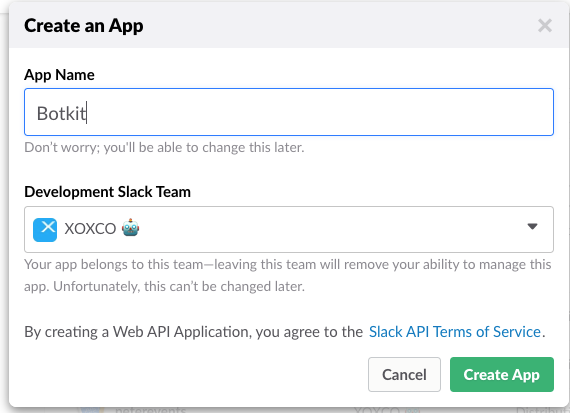 Create an App
App Name
Botkit
Don't worry; you'll be able to change this later.
Development Slack Team
XOXCO
Your app belongs to this team—leaving this team will remove your ability to manage this
app. Unfortunately, this can't be changed later.
By creating a Web API Application, you agree to the Slack API Terms of Service.
Cancel Create App